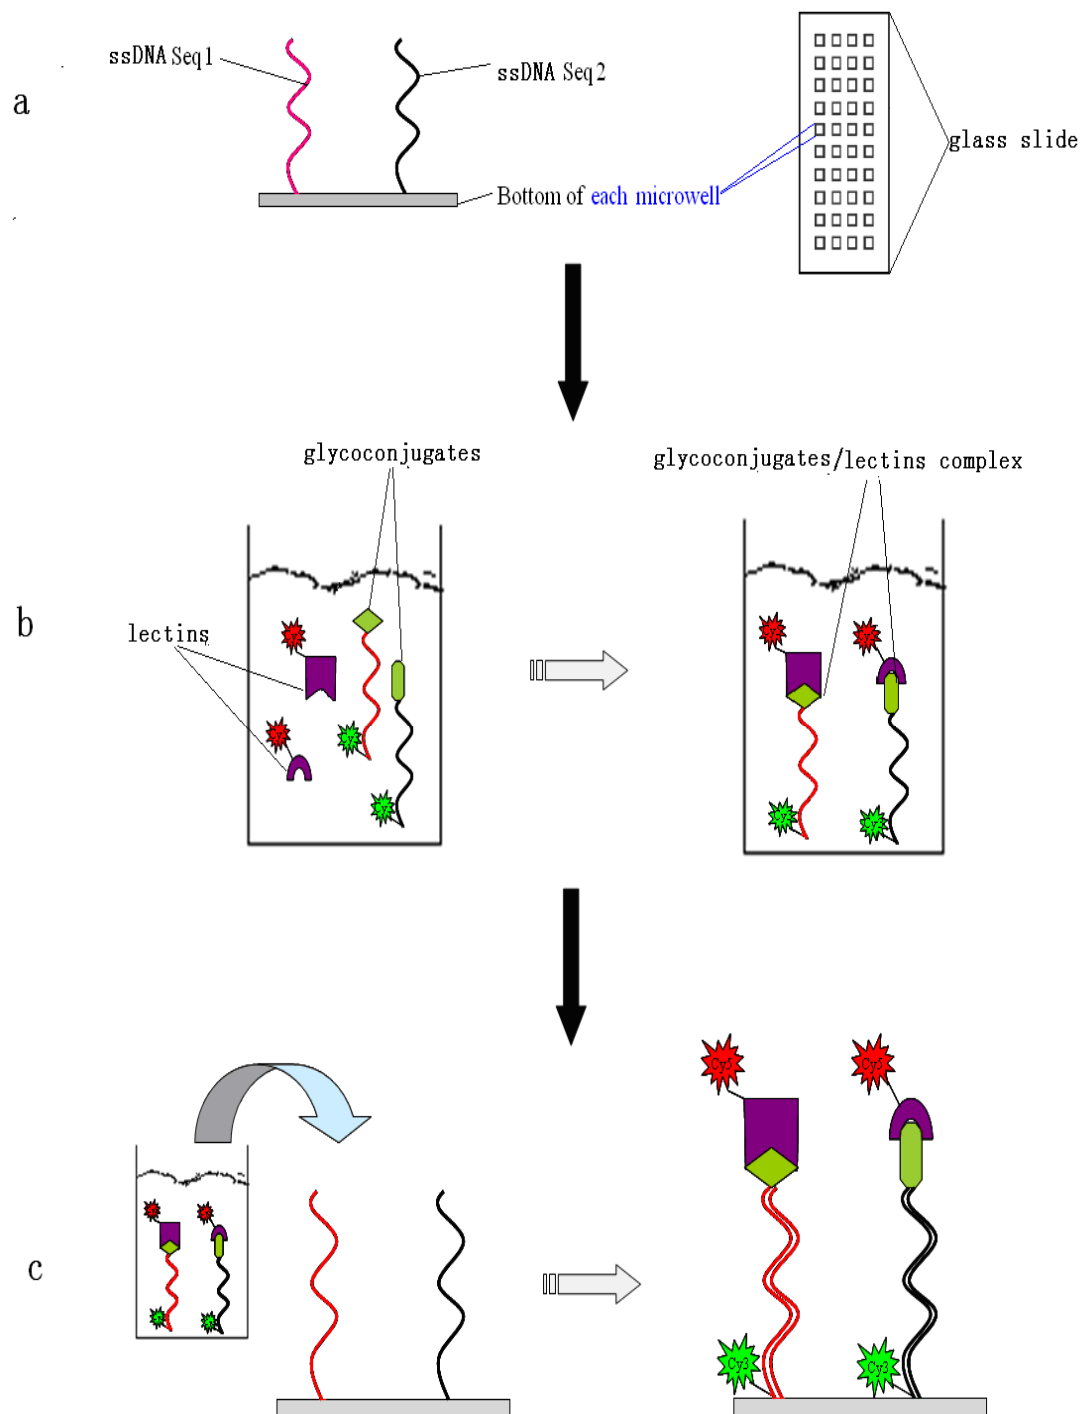 a
ssDNA Seq1
ssDNA Seq2
Bottom of each microwell
glass slide
b
glycoconjugates
lectins
glycoconjugates/lectins complex
c
Cy5
Cy5
Cy3
Cy3